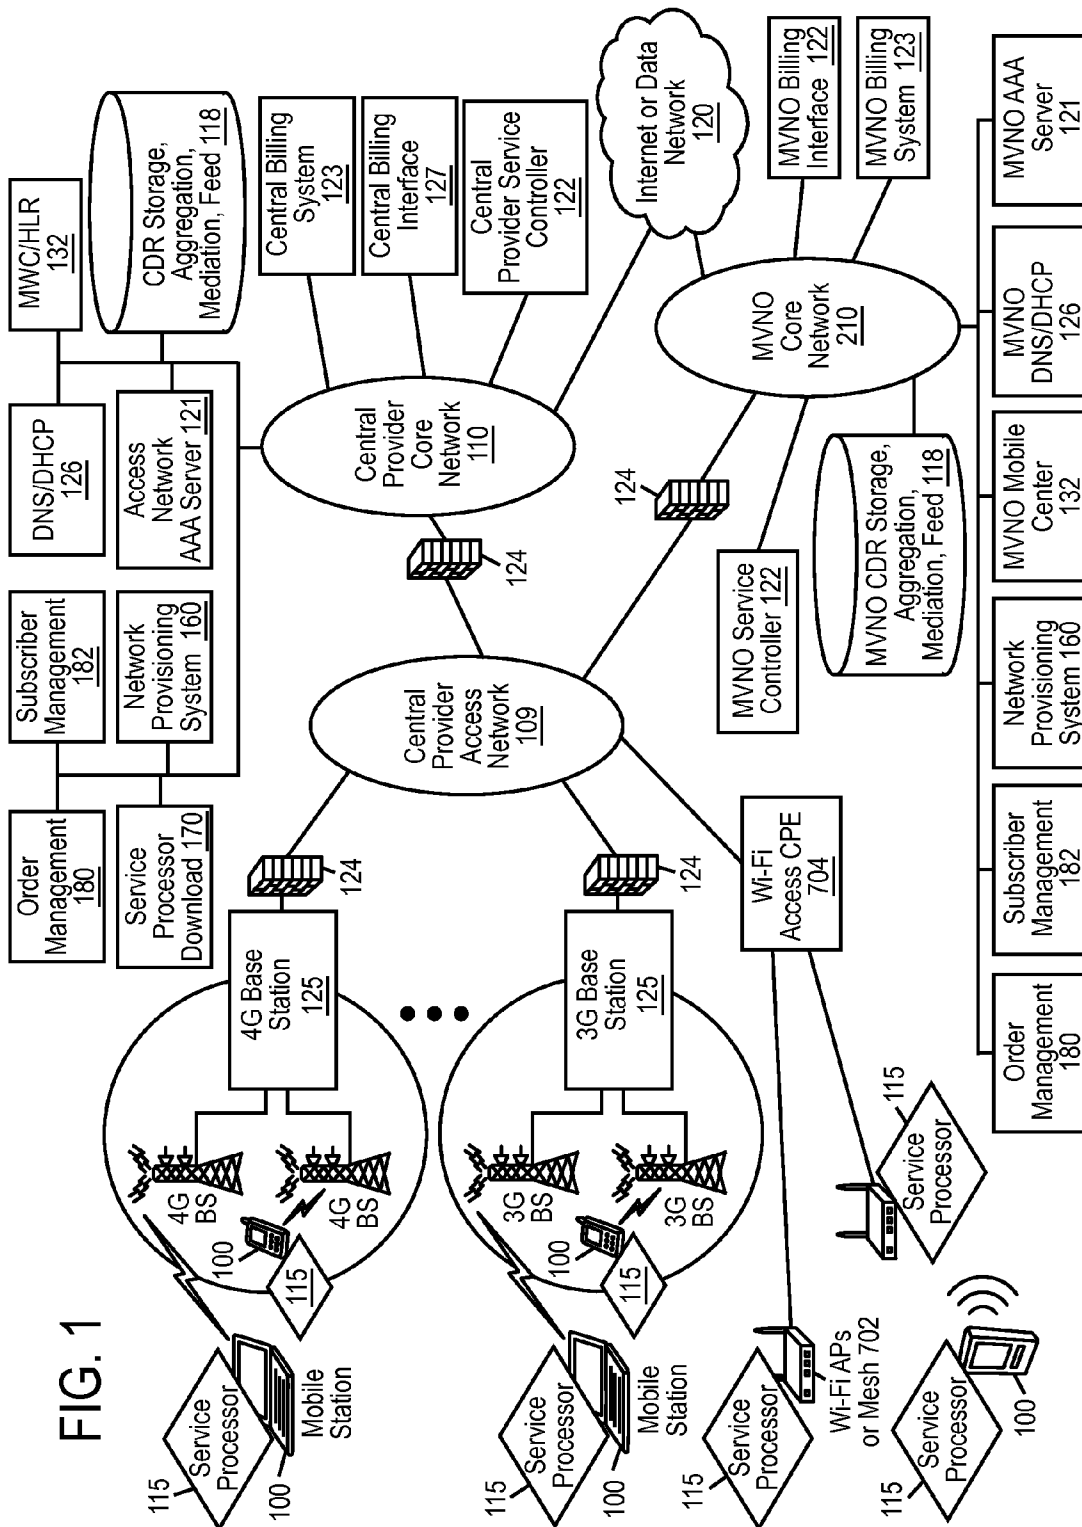 FIG. 1
Order
Management
180
Subscriber
Management
182
DNS/DHCP
126
MWC/HLR
132
Service
Processor
Download 170
Network
Provisioning
System 160
Access
Network
AAA Server 121
CDR Storage,
Aggregation,
Mediation, Feed 118
115
Service
Processor
100
Mobile
Station
4G
BS
4G
BS
100
115
4G Base
Station
125
124
Central
Provider
Access
Network
109
124
Central
Provider
Core
Network
110
Central Billing
System
123
Central Billing
Interface
127
Central
Provider Service
Controller
122
115
Service
Processor
100
Mobile
Station
3G
BS
3G
BS
100
115
3G Base
Station
125
124
124
Internet or Data
Network
120
115
Service
Processor
Wi-Fi APs
or Mesh 702
Wi-Fi
Access CPE
704
MVNO Service
Controller 122
MVNO
Core
Network
210
MVNO Billing
Interface 122
MVNO Billing
System 123
115
Service
Processor
100
115
Service
Processor
MVNO CDR Storage,
Aggregation,
Mediation, Feed 118
Order
Management
180
Subscriber
Management
182
Network
Provisioning
System 160
MVNO Mobile
Center
132
MVNO
DNS/DHCP
126
MVNO AAA
Server
121